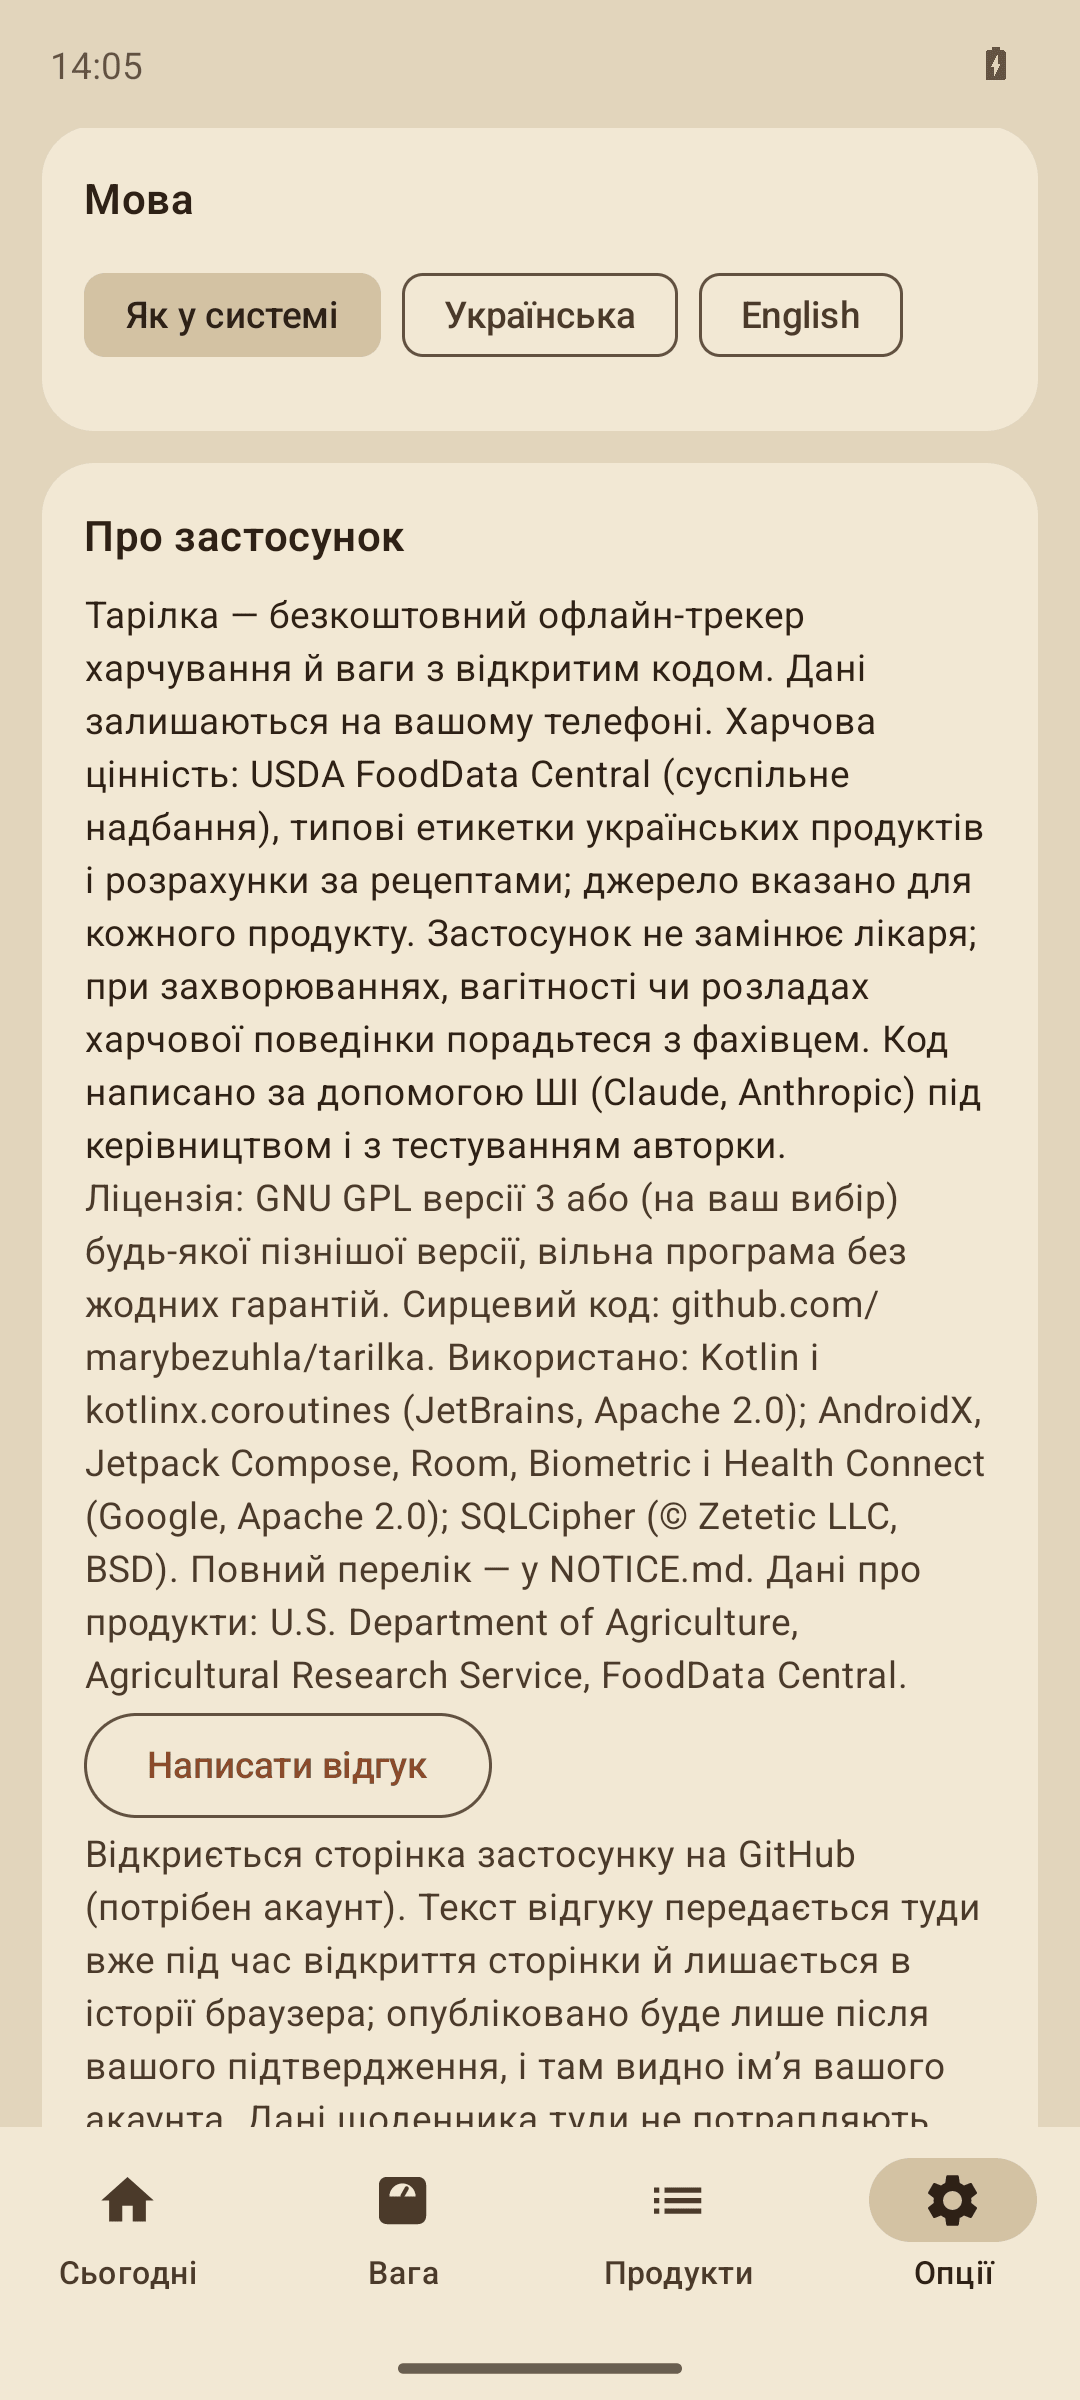 14:05
Мова
Як у системі
Українська
English
Про застосунок
Тарілка — безкоштовний офлайн-трекер
харчування й ваги з відкритим кодом. Дані
залишаються на вашому телефоні. Харчова
цінність: USDA FoodData Central (суспільне
надбання), типові етикетки українських продуктів
і розрахунки за рецептами; джерело вказано для
кожного продукту. Застосунок не замінює лікаря;
при захворюваннях, вагітності чи розладах
харчової поведінки порадьтеся з фахівцем. Код
написано за допомогою ШІ (Claude, Anthropic) під
керівництвом і з тестуванням авторки.
Ліцензія: GNU GPL версії 3 або (на ваш вибір)
будь-якої пізнішої версії, вільна програма без
жодних гарантій. Сирцевий код: github.com/
marybezuhla/tarilka. Використано: Kotlin і
kotlinx.coroutines (JetBrains, Apache 2.0); AndroidX,
Jetpack Compose, Room, Biometric і Health Connect
(Google, Apache 2.0); SQLCipher (© Zetetic LLC,
BSD). Повний перелік — у NOTICE.md. Дані про
продукти: U.S. Department of Agriculture,
Agricultural Research Service, FoodData Central.
Написати відгук
Відкриється сторінка застосунку на GitHub
(потрібен акаунт). Текст відгуку передається туди
вже під час відкриття сторінки й лишається в
історії браузера; опубліковано буде лише після
вашого підтвердження, і там видно ім’я вашого
акаунта. Дані щоденника туди не потрапляють
Сьогодні
Вага
Продукти
Опції